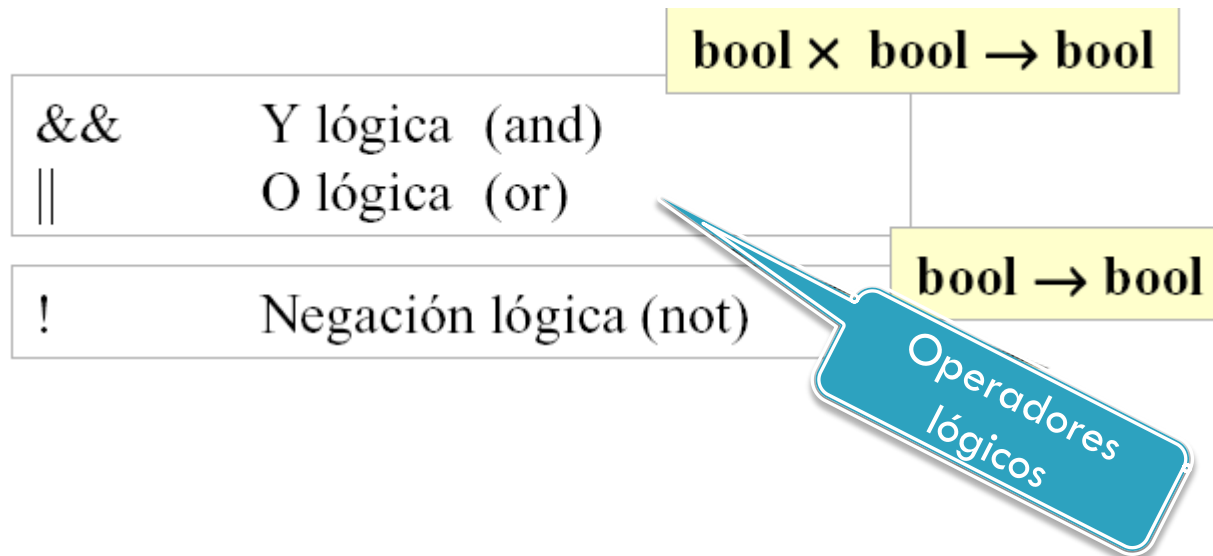 bool × bool → bool
&& Y lógica (and)
|| O lógica (or)
bool → bool
! Negación lógica (not)
Operadores
lógicos